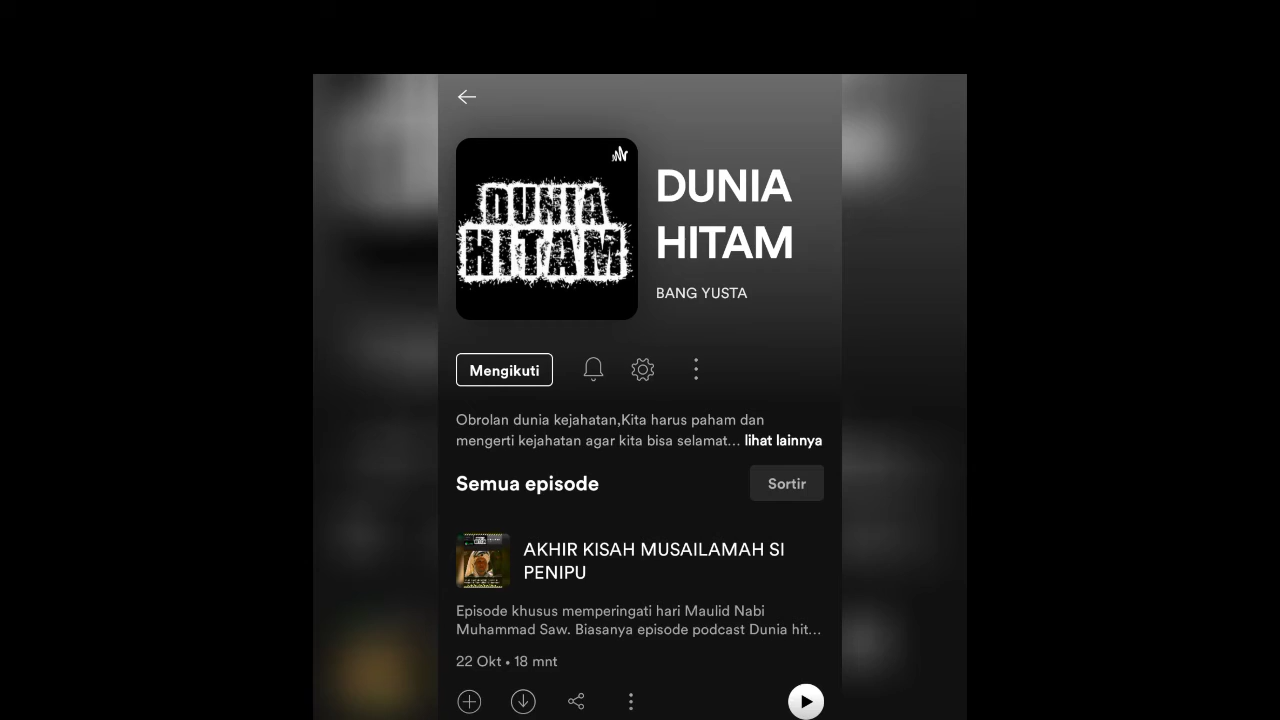 DUNIA
HITAM
DUNIA
HITAM
BANG YUSTA
Mengikuti
Obrolan dunia kejahatan,Kita harus paham dan
mengerti kejahatan agar kita bisa selamat... lihat lainnya
Semua episode
Sortir
AKHIR KISAH MUSAILAMAH SI
PENIPU
Episode khusus memperingati hari Maulid Nabi
Muhammad Saw. Biasanya episode podcast Dunia hit...
22 Okt • 18 mnt